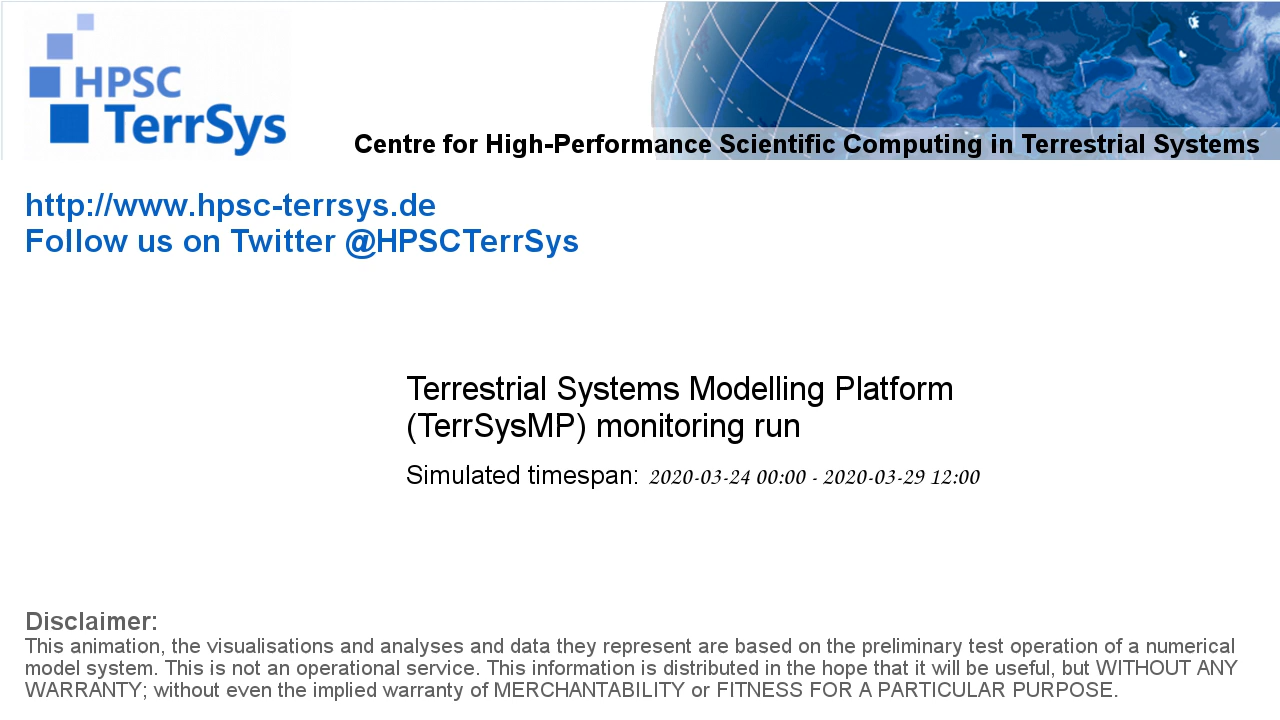 HPSC
TerrSys
Centre for High-Performance Scientific Computing in Terrestrial Systems
http://www.hpsc-terrsys.de
Follow us on Twitter @HPSCTerrSys
Terrestrial Systems Modelling Platform
(TerrSysMP) monitoring run
Simulated timespan: 2020-03-24 00:00 - 2020-03-29 12:00
Disclaimer:
This animation, the visualisations and analyses and data they represent are based on the preliminary test operation of a numerical
model system. This is not an operational service. This information is distributed in the hope that it will be useful, but WITHOUT ANY
WARRANTY; without even the implied warranty of MERCHANTABILITY or FITNESS FOR A PARTICULAR PURPOSE.